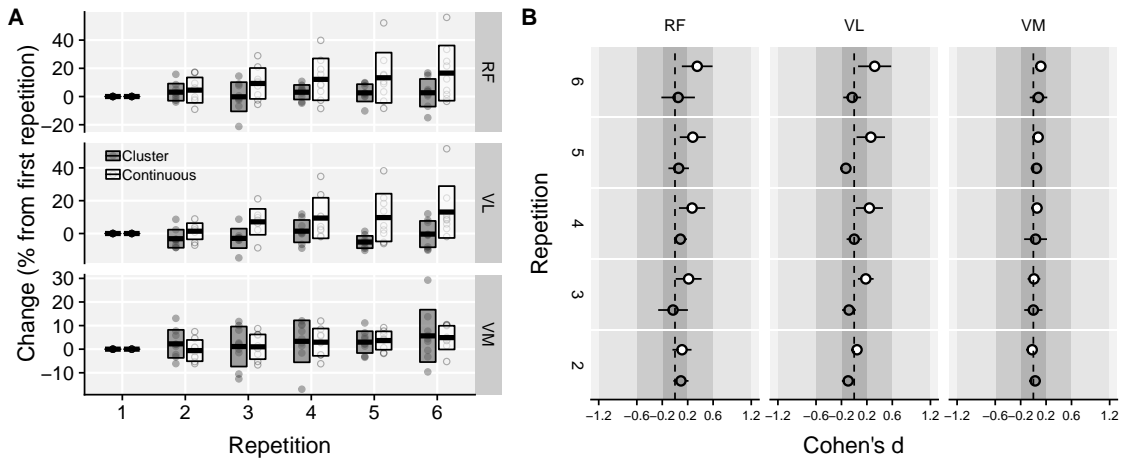 A
Change (% from first repetition)
40
20
0
−20
RF
Cluster
Continuous
40
20
0
VL
30
20
10
0
−10
VM
1 2 3 4 5 6
Repetition
B
RF VL VM
Repetition
6
5
4
3
2
−1.2 −0.6 −0.2 0.2 0.6 1.2 −1.2 −0.6 −0.2 0.2 0.6 1.2 −1.2 −0.6 −0.2 0.2 0.6 1.2
Cohen's d